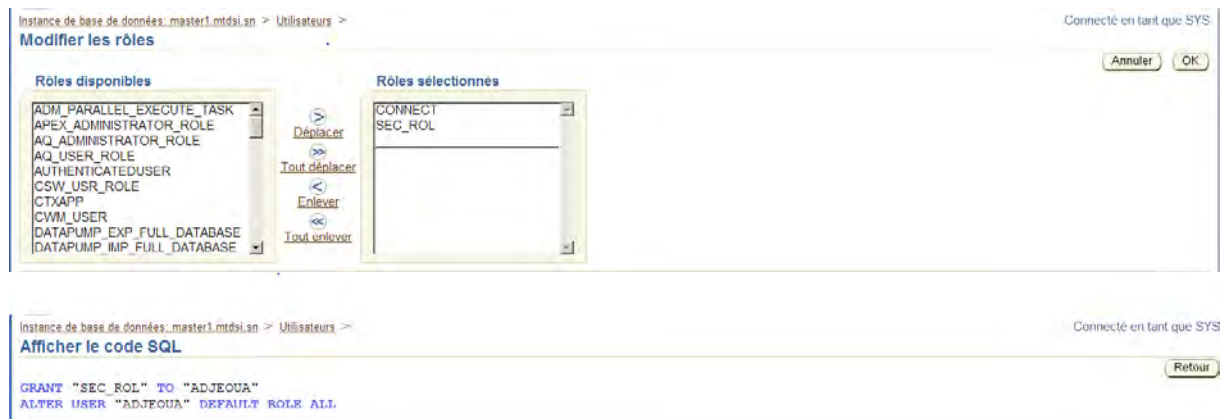 Instance de base de données: master1.mtdsi.sn > Utilisateurs >
Connecté en tant que SYS
Modifier les rôles
Annuler
OK
Rôles disponibles
Rôles sélectionnés
ADM_PARALLEL_EXECUTE_TASK
APEX_ADMINISTRATOR_ROLE
AQ_ADMINISTRATOR_ROLE
AQ_USER_ROLE
AUTHENTICATEDUSER
CSW_USR_ROLE
CTXAPP
CWM_USER
DATAPUMP_EXP_FULL_DATABASE
DATAPUMP_IMP_FULL_DATABASE
Déplacer
Tout déplacer
Enlever
Tout enlever
CONNECT
SEC_ROL
Instance de base de données: master1.mtdsi.sn > Utilisateurs >
Connecté en tant que SYS
Afficher le code SQL
Retour
GRANT "SEC_ROL" TO "ADJEOUA"
ALTER USER "ADJEOUA" DEFAULT ROLE ALL